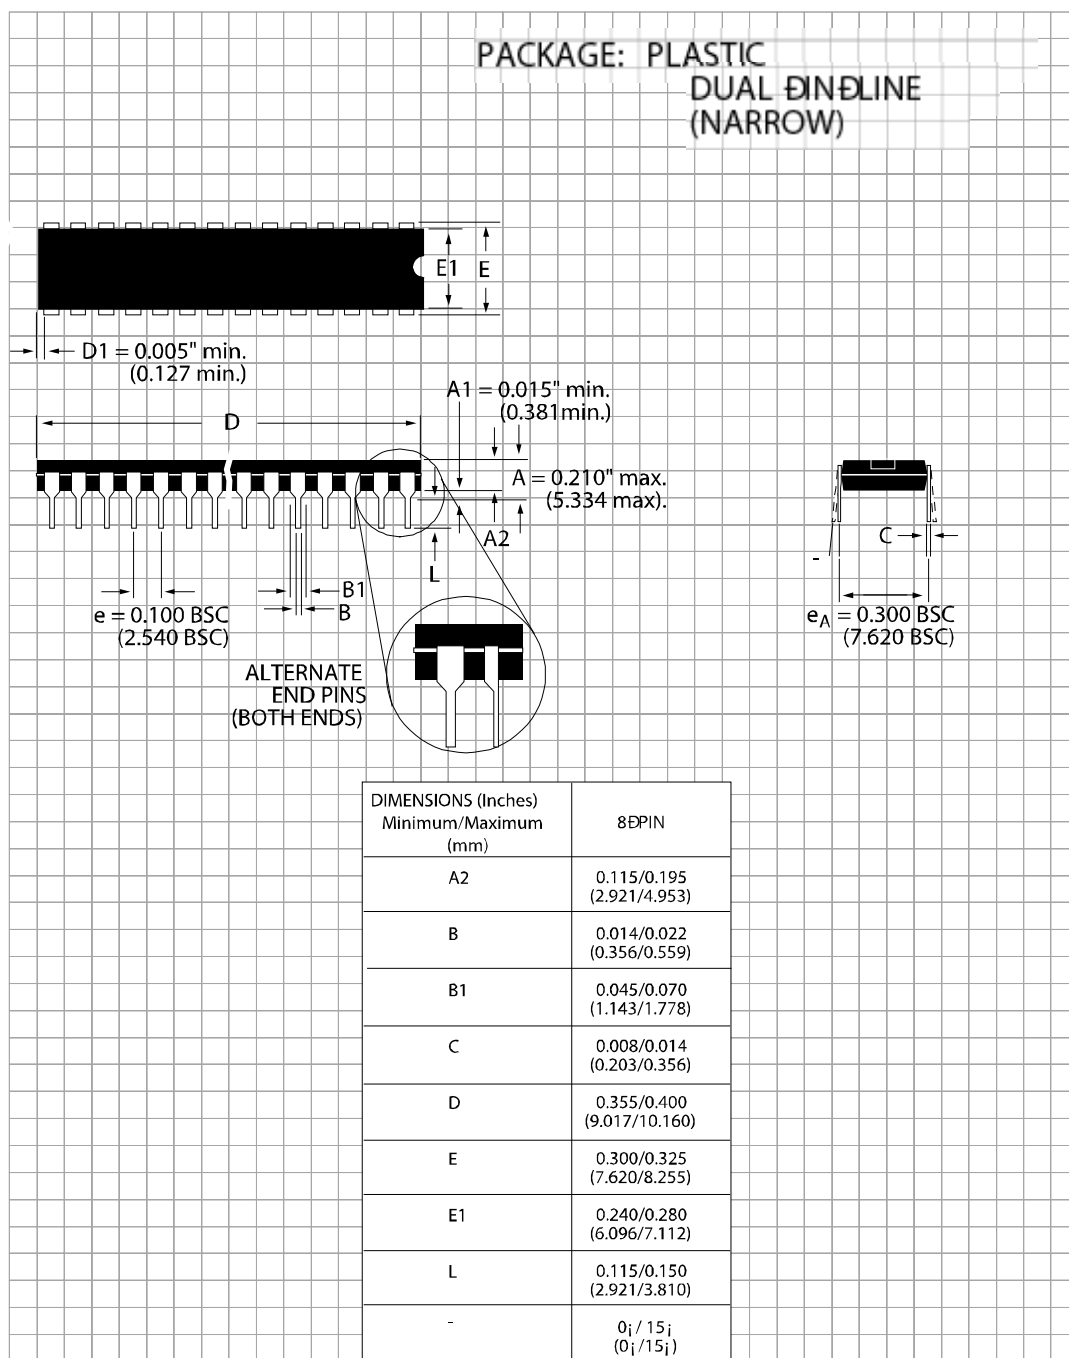 PACKAGE: PLASTIC
DUAL ÐINÐLINE
(NARROW)
E1
E
D1 = 0.005" min.
(0.127 min.)
A1 = 0.015" min.
(0.381min.)
D
A = 0.210" max.
(5.334 max).
A2
C
-
L
B1
B
e = 0.100 BSC
(2.540 BSC)
eA = 0.300 BSC
(7.620 BSC)
ALTERNATE
END PINS
(BOTH ENDS)
DIMENSIONS (Inches)
Minimum/Maximum
(mm)
8ÐPIN
A2
0.115/0.195
(2.921/4.953)
B
0.014/0.022
(0.356/0.559)
B1
0.045/0.070
(1.143/1.778)
C
0.008/0.014
(0.203/0.356)
D
0.355/0.400
(9.017/10.160)
E
0.300/0.325
(7.620/8.255)
E1
0.240/0.280
(6.096/7.112)
L
0.115/0.150
(2.921/3.810)
-
0¡/ 15¡
(0¡/15¡)